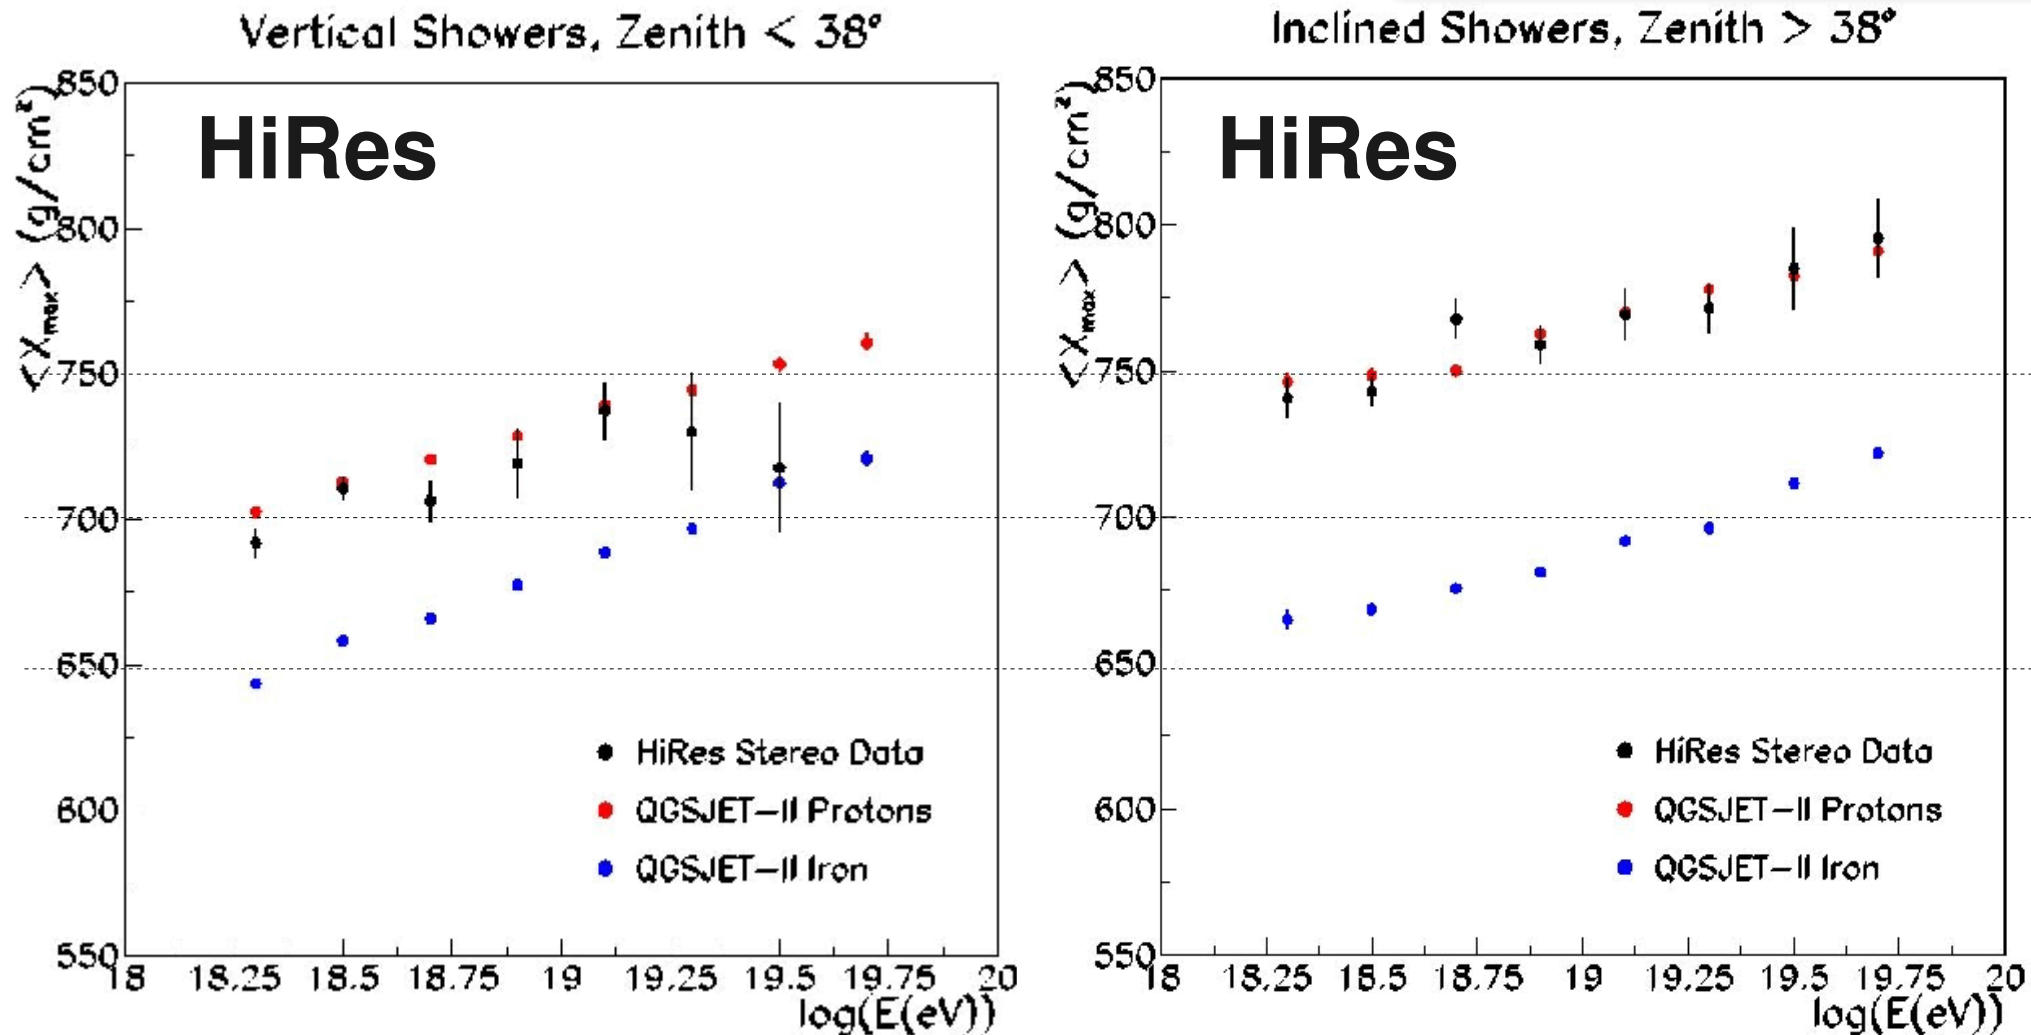 Vertical Showers, Zenith < 38°
HiRes
<Xmax> (g/cm²)
850
800
750
700
650
600
550
HiRes Stereo Data
QGSJET-II Protons
QGSJET-II Iron
18 18.25 18.5 18.75 19 19.25 19.5 19.75 20
log(E(eV))
Inclined Showers, Zenith > 38°
HiRes
<Xmax> (g/cm²)
850
800
750
700
650
600
550
HiRes Stereo Data
QGSJET-II Protons
QGSJET-II Iron
18 18.25 18.5 18.75 19 19.25 19.5 19.75 20
log(E(eV))